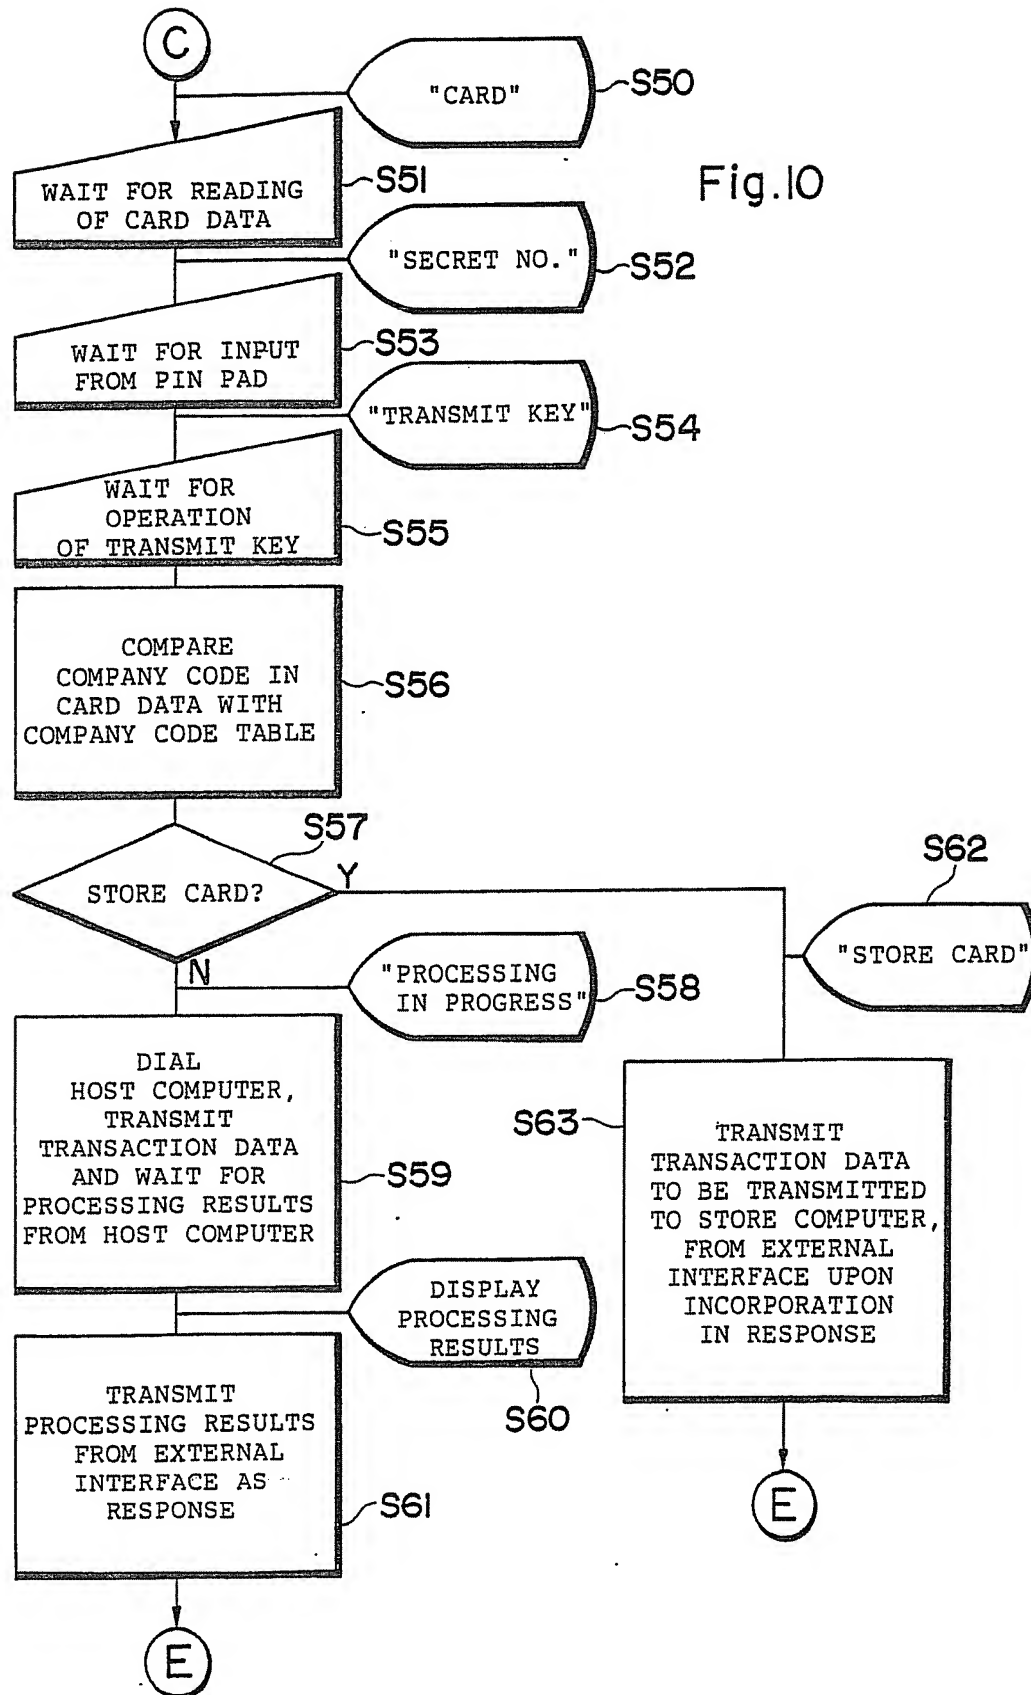 C
"CARD"
S50
Fig.10
WAIT FOR READING
OF CARD DATA
S51
"SECRET NO."
S52
WAIT FOR INPUT
FROM PIN PAD
S53
"TRANSMIT KEY"
S54
WAIT FOR
OPERATION
OF TRANSMIT KEY
S55
COMPARE
COMPANY CODE IN
CARD DATA WITH
COMPANY CODE TABLE
S56
S57
STORE CARD?
Y
N
"PROCESSING
IN PROGRESS"
S58
DIAL
HOST COMPUTER,
TRANSMIT
TRANSACTION DATA
AND WAIT FOR
PROCESSING RESULTS
FROM HOST COMPUTER
S59
DISPLAY
PROCESSING
RESULTS
S60
TRANSMIT
PROCESSING RESULTS
FROM EXTERNAL
INTERFACE AS
RESPONSE
S61
E
S62
"STORE CARD"
S63
TRANSMIT
TRANSACTION DATA
TO BE TRANSMITTED
TO STORE COMPUTER,
FROM EXTERNAL
INTERFACE UPON
INCORPORATION
IN RESPONSE
E